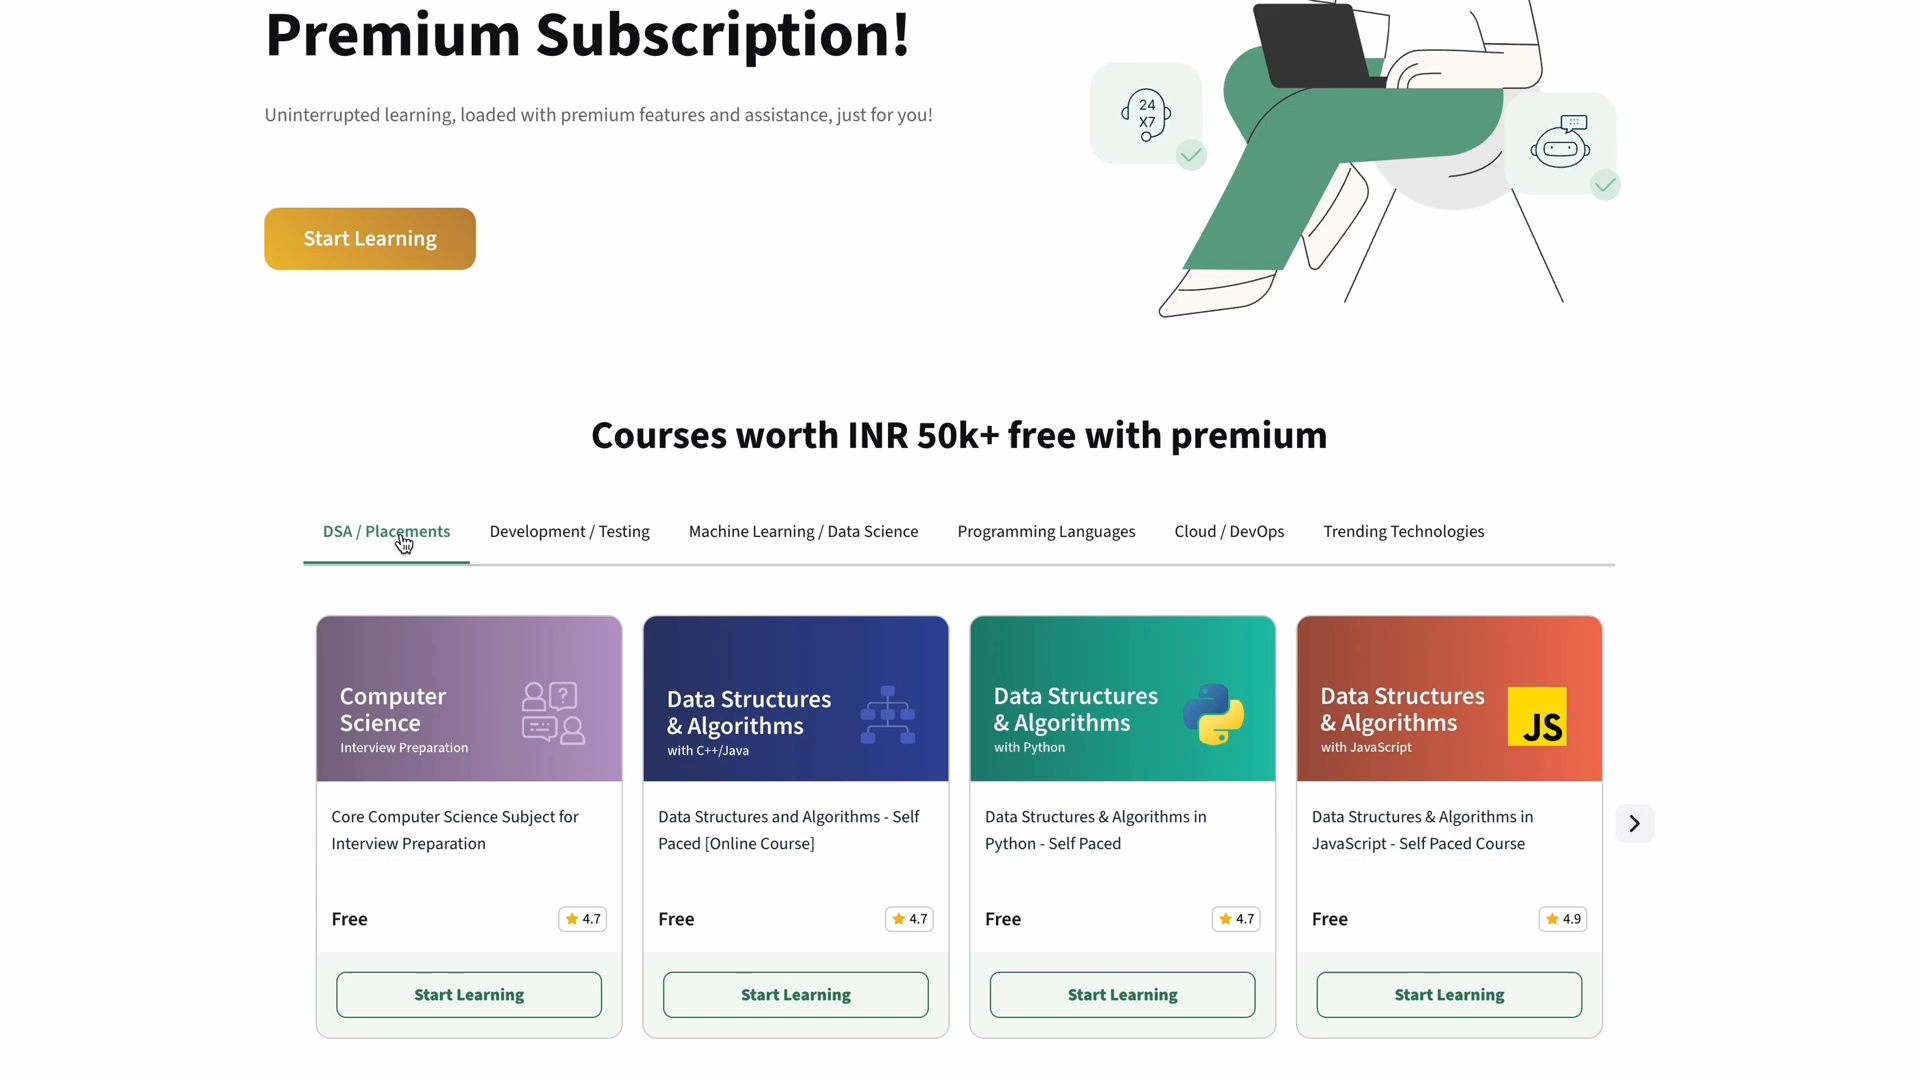 Premium Subscription!
Uninterrupted learning, loaded with premium features and assistance, just for you!
24
X7
Start Learning
Courses worth INR 50k+ free with premium
DSA / Placements
Development / Testing
Machine Learning / Data Science
Programming Languages
Cloud / DevOps
Trending Technologies
Computer
Science
Interview Preparation
Core Computer Science Subject for
Interview Preparation
Free
4.7
Start Learning
Data Structures
& Algorithms
with C++/Java
Data Structures and Algorithms - Self
Paced [Online Course]
Free
4.7
Start Learning
Data Structures
& Algorithms
with Python
Data Structures & Algorithms in
Python - Self Paced
Free
4.7
Start Learning
Data Structures
& Algorithms
with JavaScript
JS
Data Structures & Algorithms in
JavaScript - Self Paced Course
Free
4.9
Start Learning